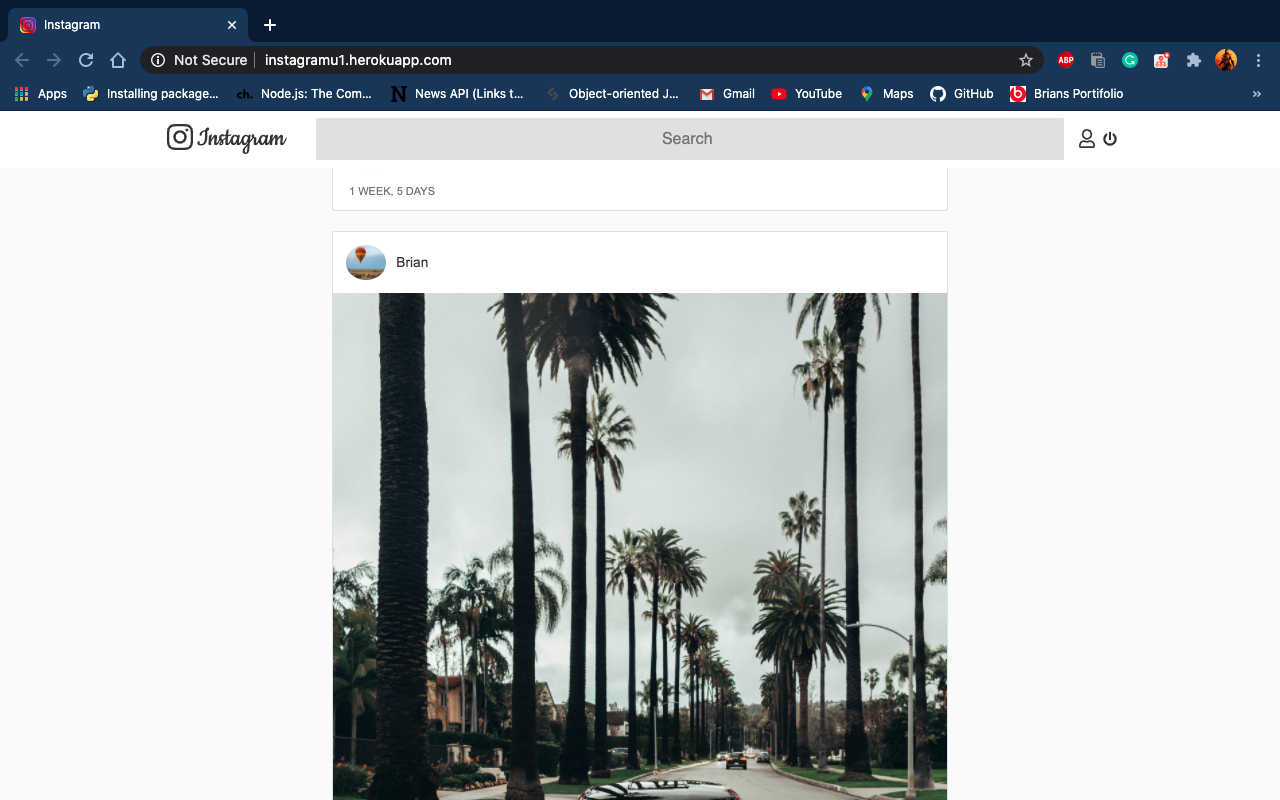 Instagram
Not Secure
instagramu1.herokuapp.com
ABP
Apps
Installing package...
ch.
Node.js: The Com...
N
News API (Links t...
Object-oriented J...
Gmail
YouTube
Maps
GitHub
Brians Portifolio
»
Instagram
Search
1 WEEK, 5 DAYS
Brian